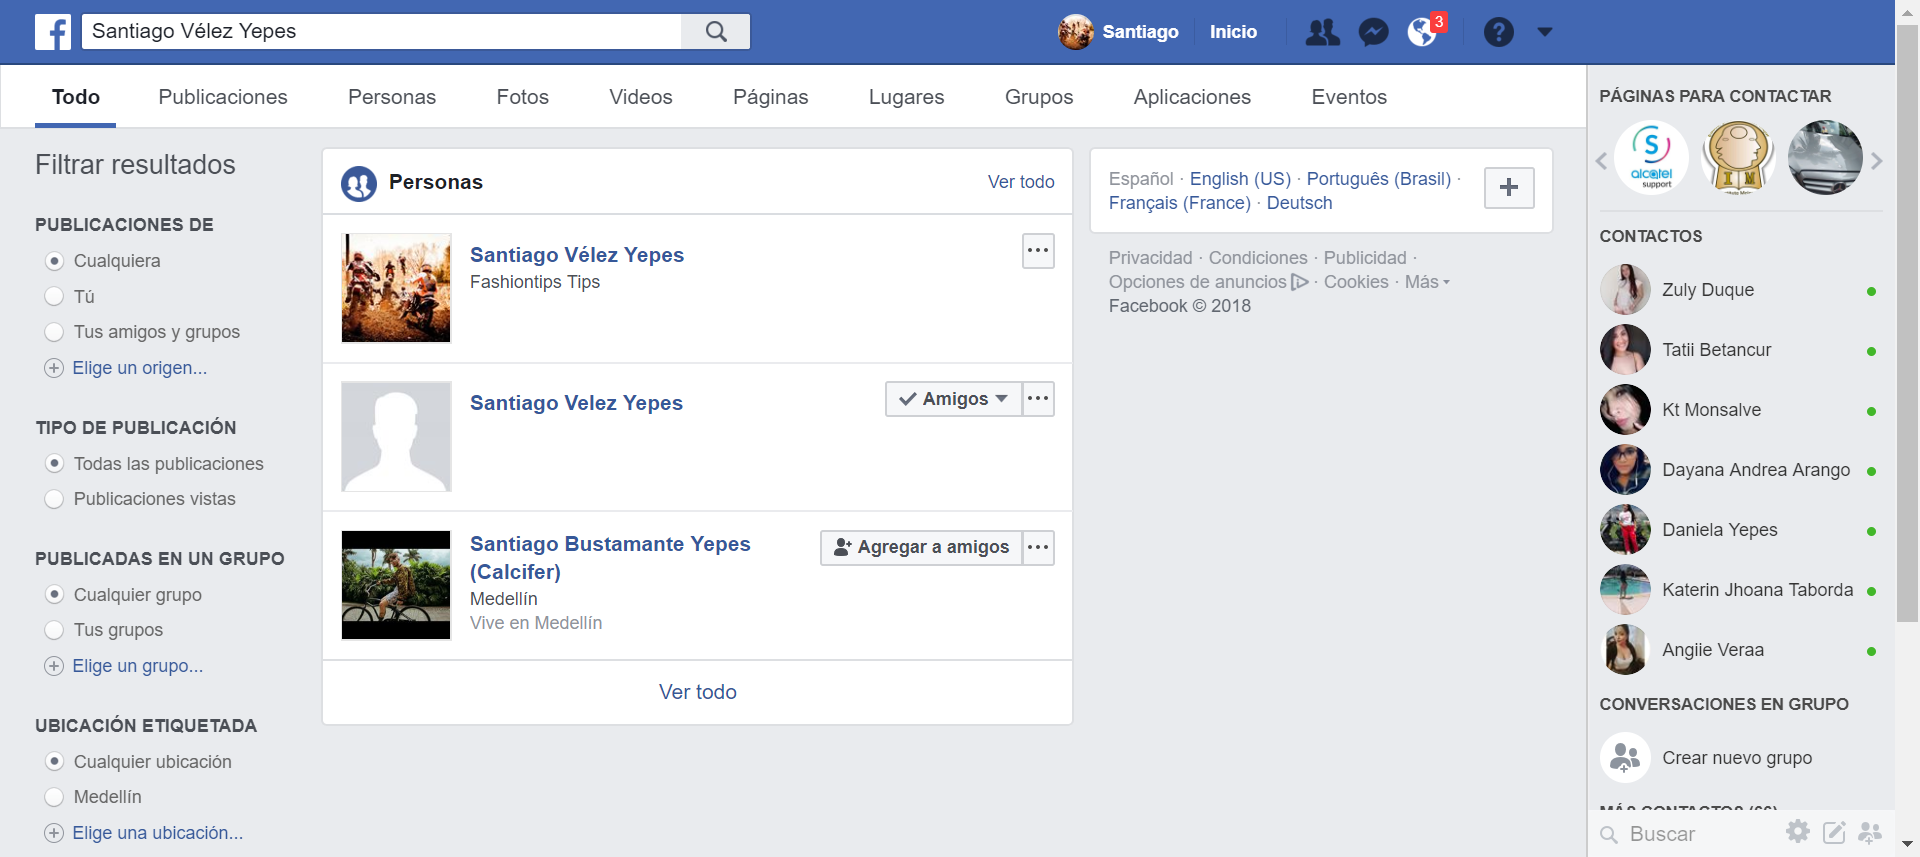 Santiago Vélez Yepes
Santiago
Inicio
3
Todo
Publicaciones
Personas
Fotos
Videos
Páginas
Lugares
Grupos
Aplicaciones
Eventos
Filtrar resultados
PUBLICACIONES DE
Cualquiera
Tú
Tus amigos y grupos
Elige un origen...
TIPO DE PUBLICACIÓN
Todas las publicaciones
Publicaciones vistas
PUBLICADAS EN UN GRUPO
Cualquier grupo
Tus grupos
Elige un grupo...
UBICACIÓN ETIQUETADA
Cualquier ubicación
Medellín
Elige una ubicación...
Personas
Ver todo
Santiago Vélez Yepes
Fashiontips Tips
Santiago Velez Yepes
Amigos
Santiago Bustamante Yepes
(Calcifer)
Agregar a amigos
Medellín
Vive en Medellín
Ver todo
Español · English (US) · Português (Brasil) ·
Français (France) · Deutsch
Privacidad · Condiciones · Publicidad ·
Opciones de anuncios · Cookies · Más
Facebook © 2018
PÁGINAS PARA CONTACTAR
S
alcatel
support
I M
CONTACTOS
Zuly Duque
Tatii Betancur
Kt Monsalve
Dayana Andrea Arango
Daniela Yepes
Katerin Jhoana Taborda
Angiie Veraa
CONVERSACIONES EN GRUPO
Crear nuevo grupo
MÁS CONTACTOS (66)
Buscar